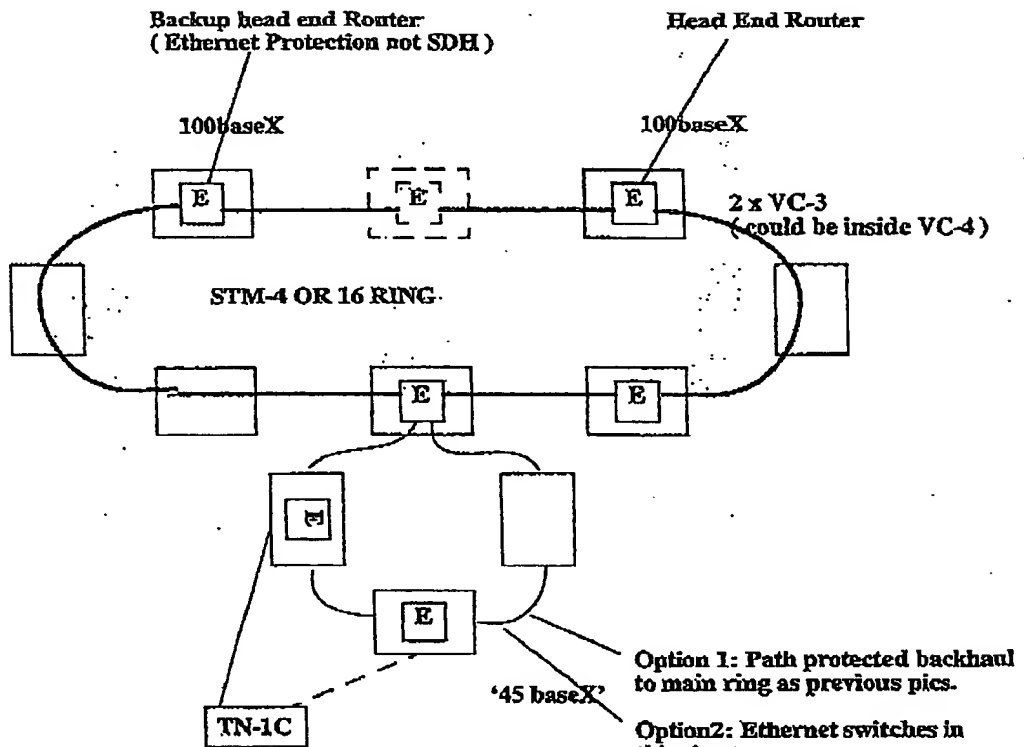 Backup head end Router
( Ethernet Protection not SDH )
Head End Router
100baseX
100baseX
E
E
E
2 x VC-3
( could be inside VC-4 )
STM-4 OR 16 RING
E
E
E
E
Option 1: Path protected backhaul
to main ring as previous pics.
'45 baseX'
TN-1C
Option2: Ethernet switches in